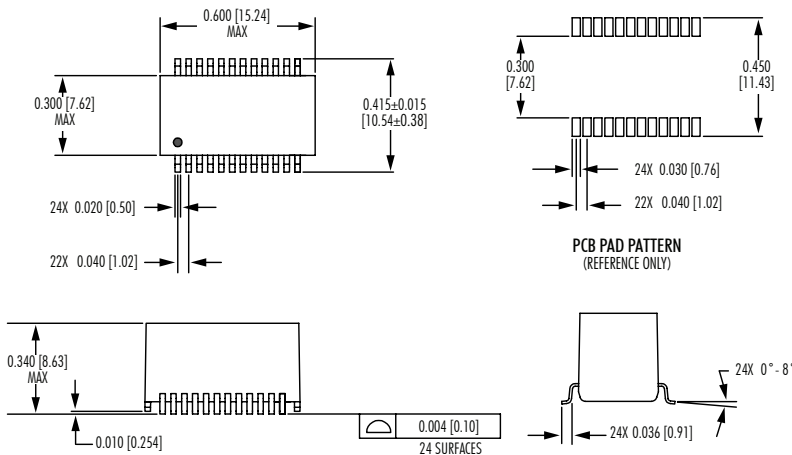 0.600 [15.24]
MAX
0.300 [7.62]
MAX
0.415±0.015
[10.54±0.38]
24X 0.020 [0.50]
22X 0.040 [1.02]
0.300
[7.62]
0.450
[11.43]
24X 0.030 [0.76]
22X 0.040 [1.02]
PCB PAD PATTERN
(REFERENCE ONLY)
0.340 [8.63]
MAX
0.010 [0.254]
0.004 [0.10]
24 SURFACES
24X 0°-8°
24X 0.036 [0.91]